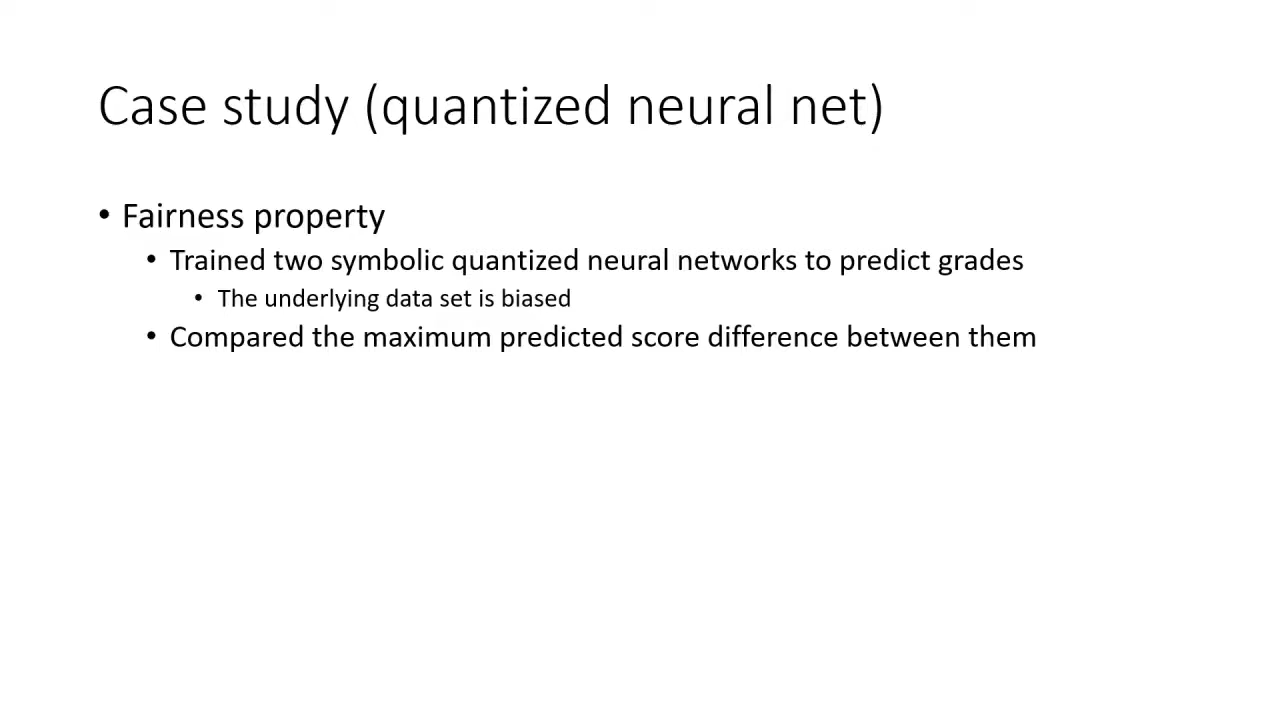 Case study (quantized neural net)
• Fairness property
• Trained two symbolic quantized neural networks to predict grades
• The underlying data set is biased
• Compared the maximum predicted score difference between them